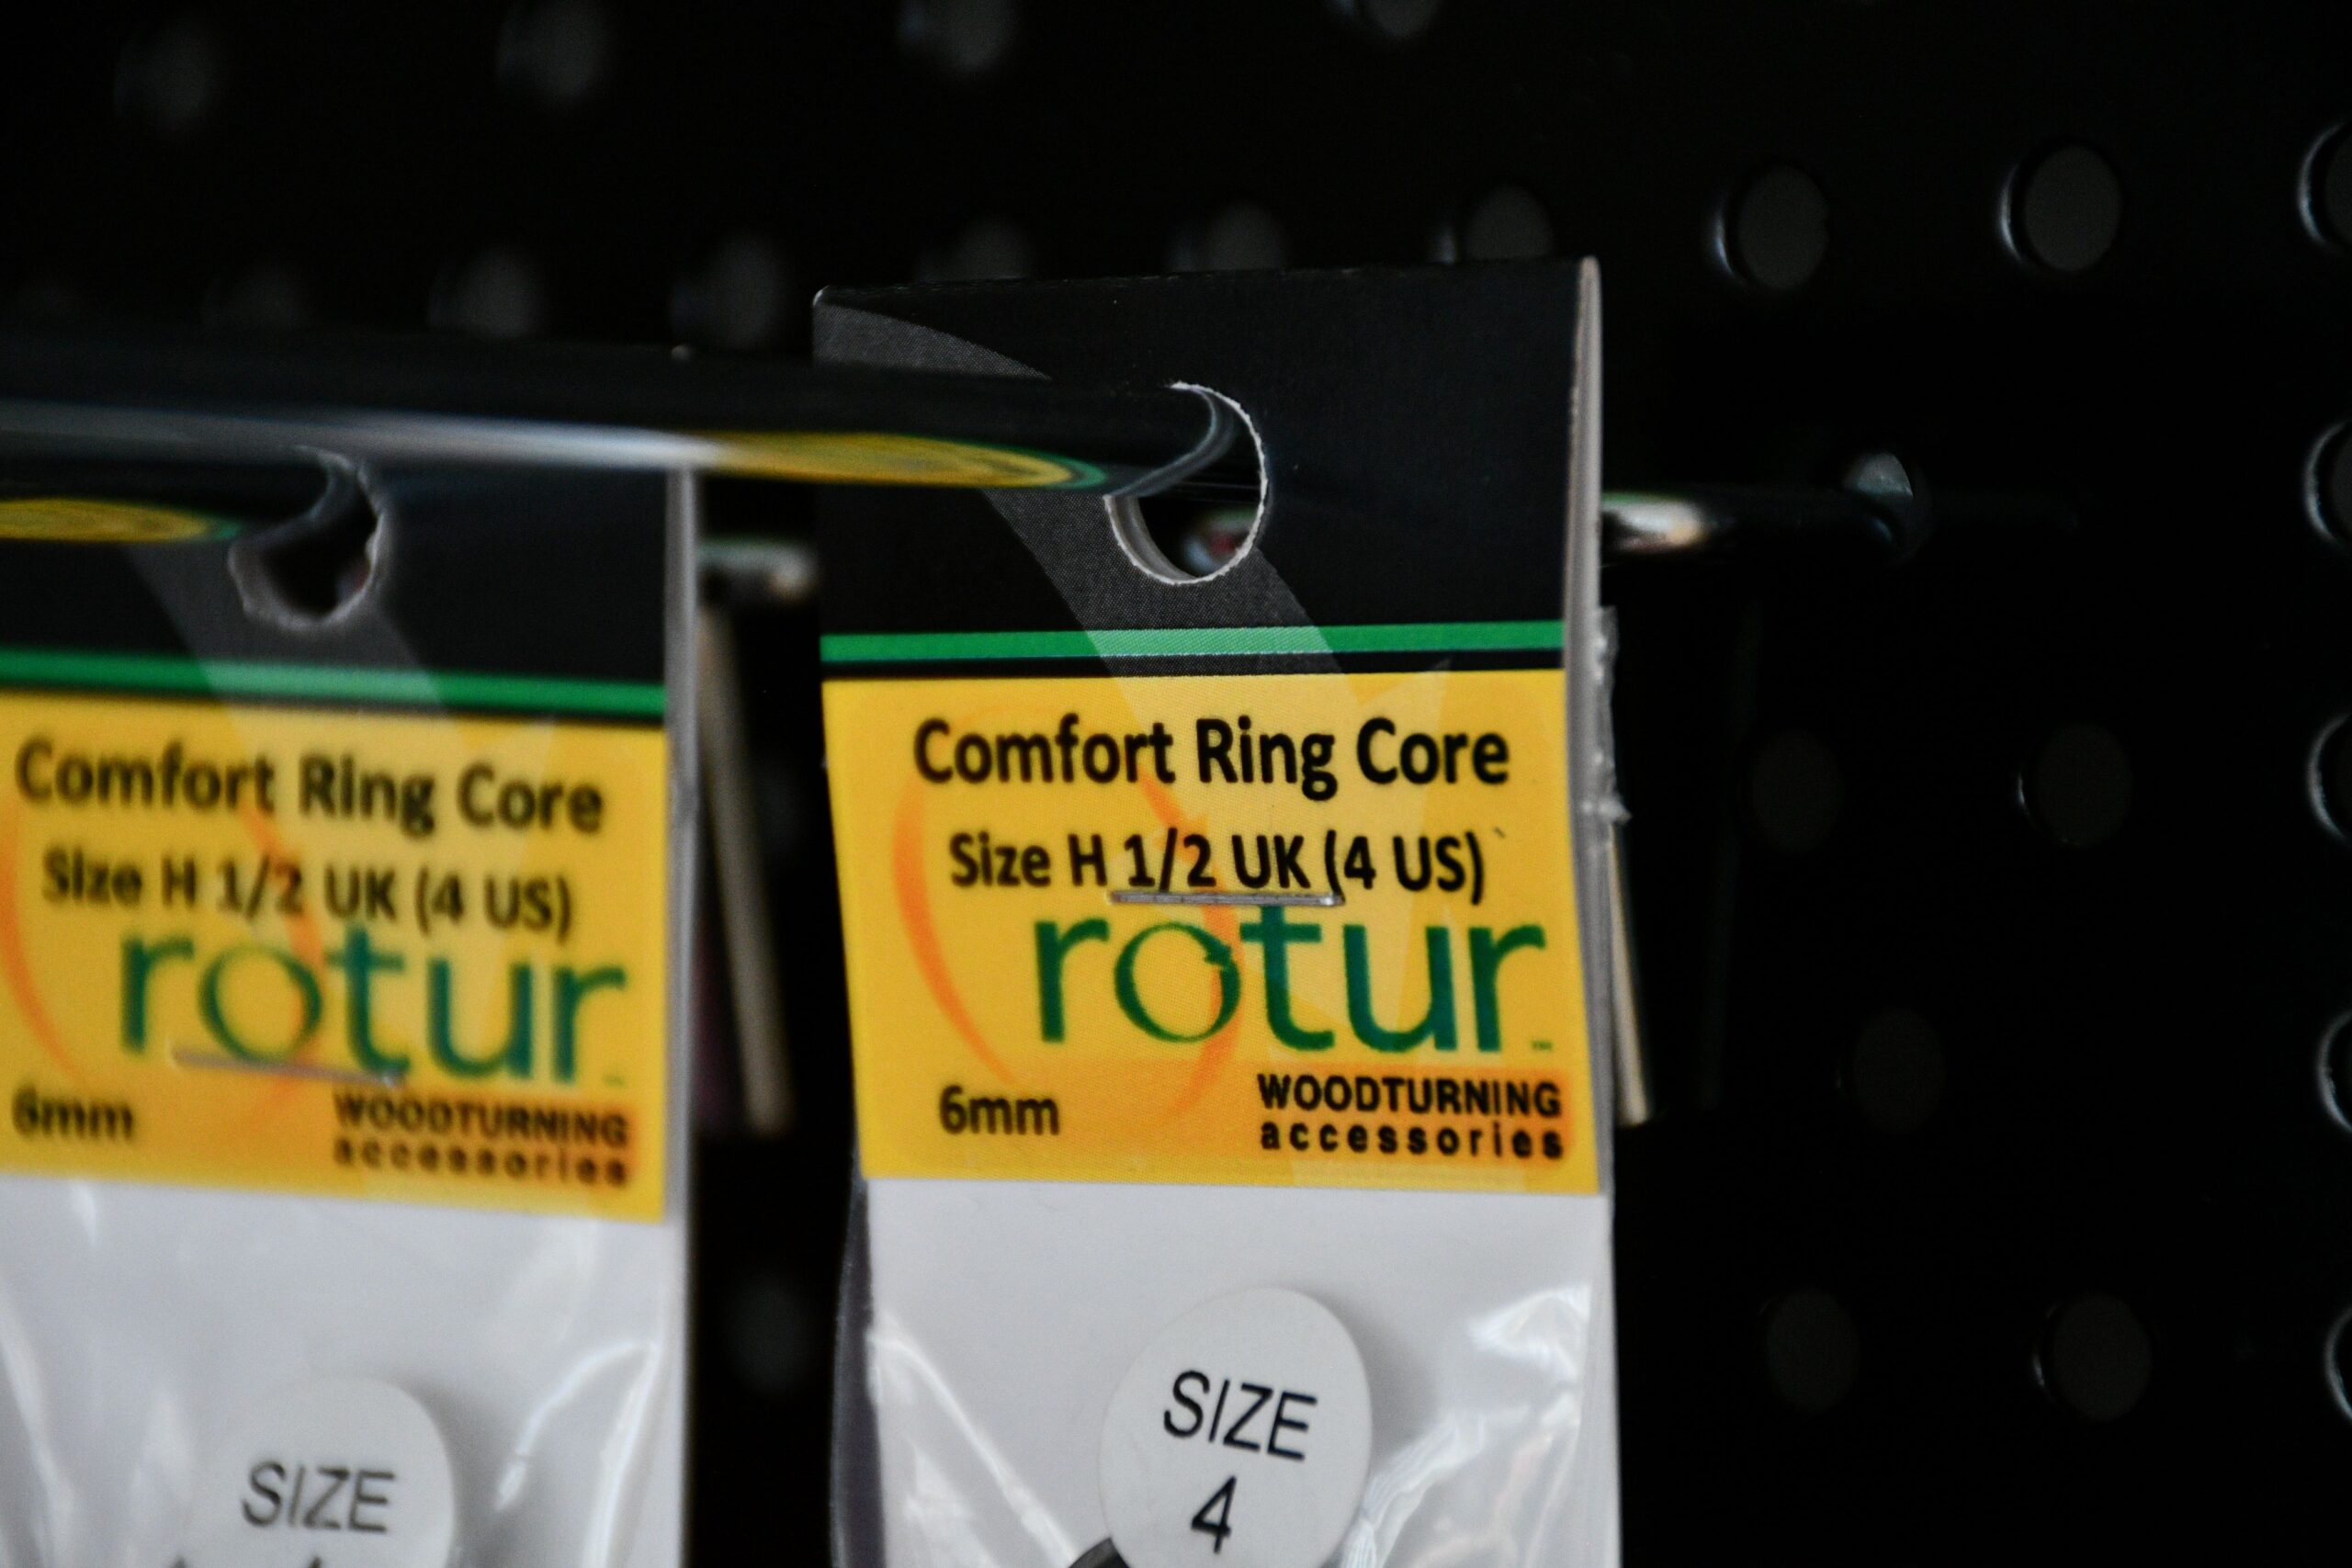 Comfort Ring Core
Size H 1/2 UK (4 US)
rotur
6mm
WOODTURNING
accessories
SIZE
Comfort Ring Core
Size H 1/2 UK (4 US)`
rotur™
6mm
WOODTURNING
accessories
SIZE
4